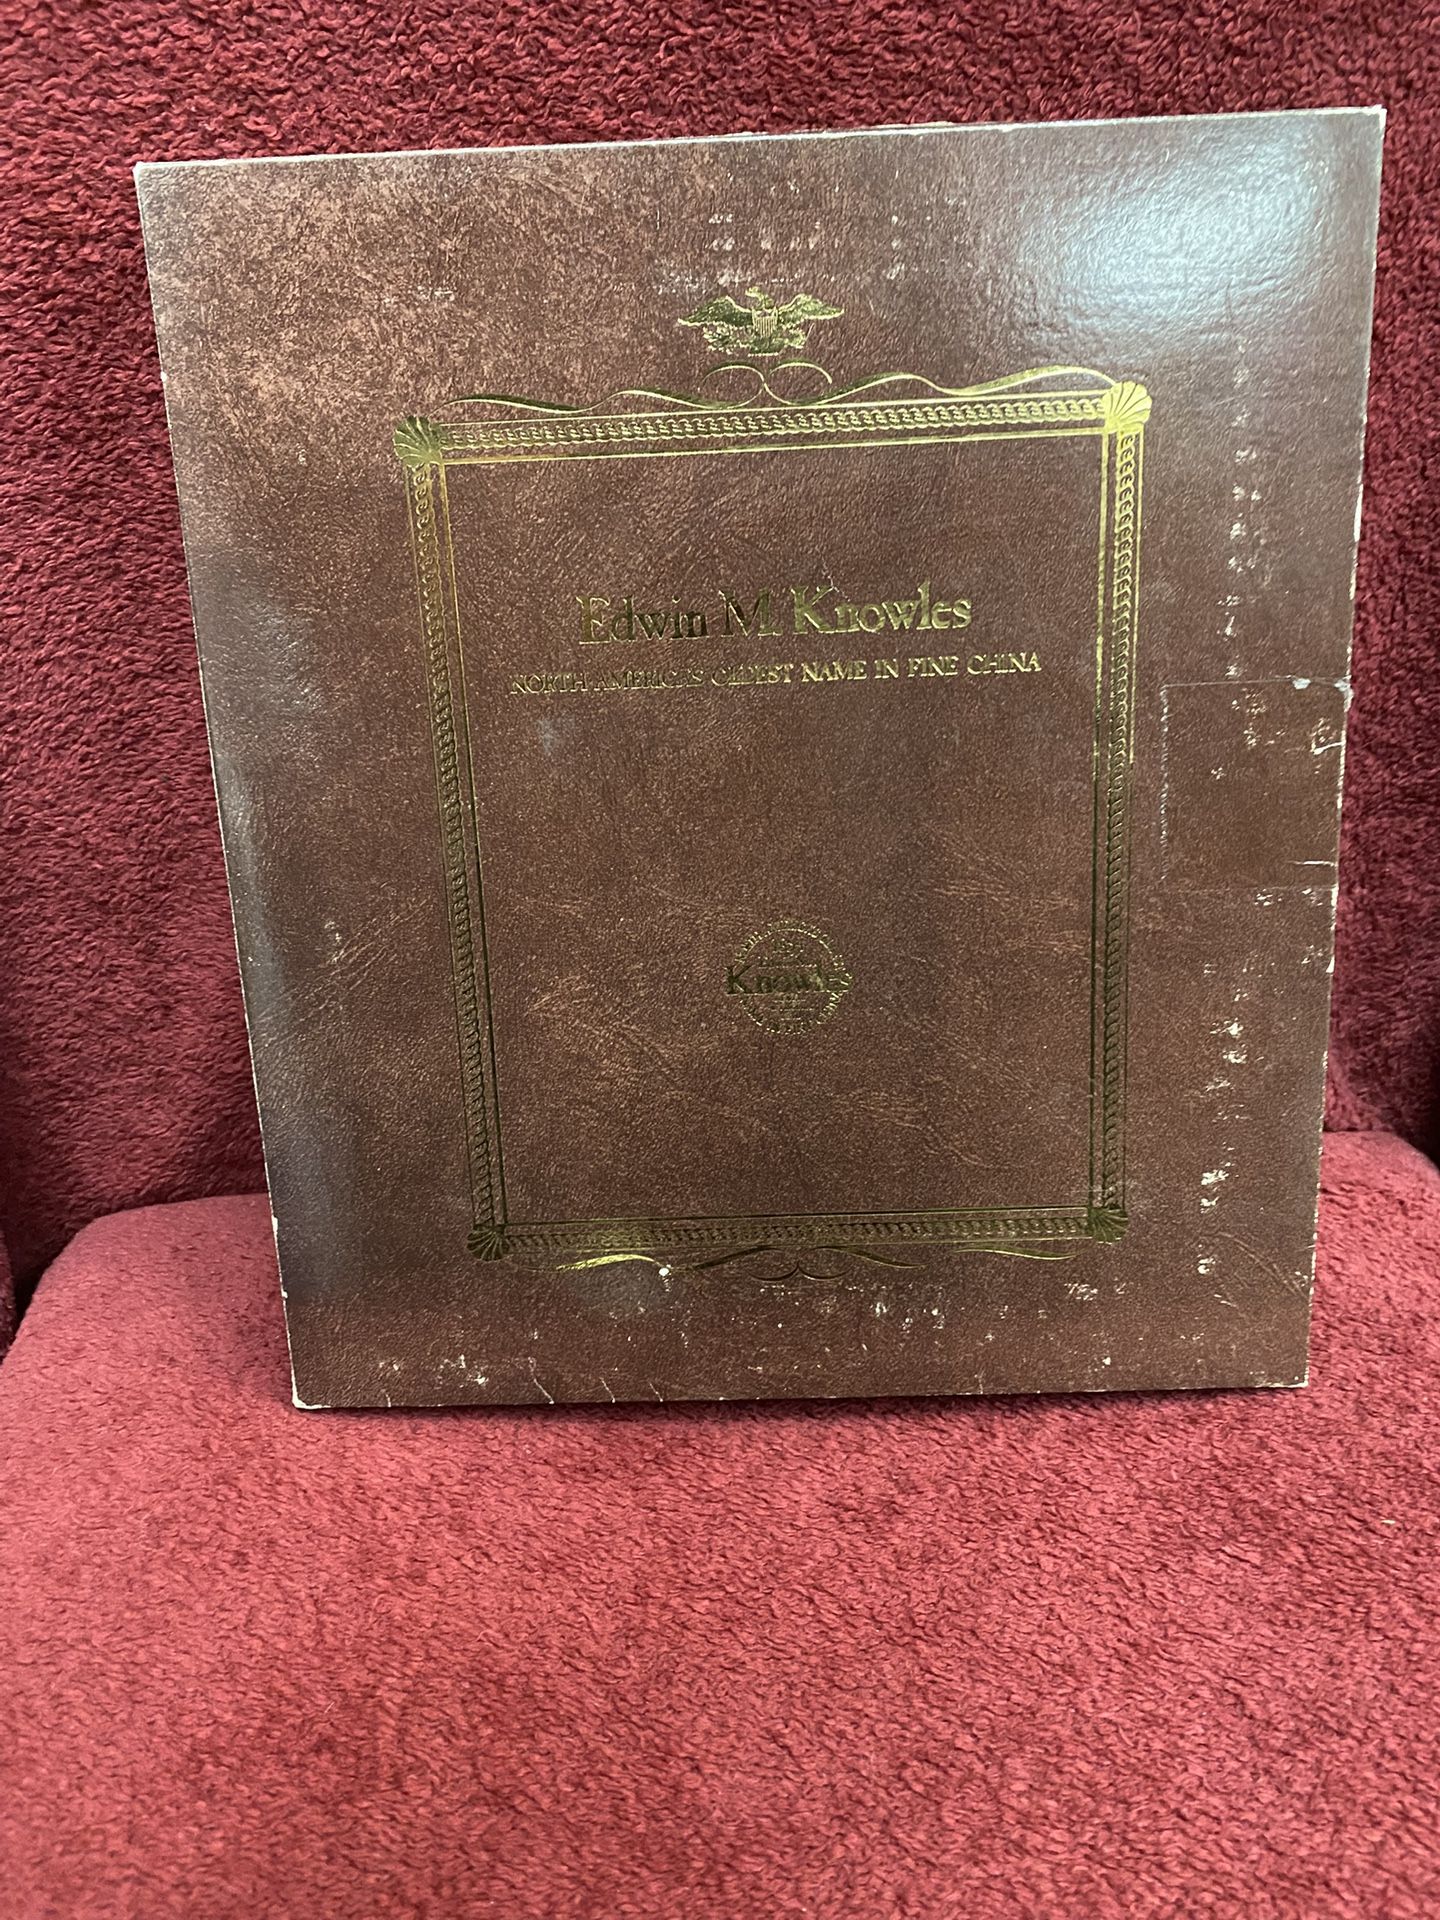 Edwin M. Knowles
NORTH AMERICA'S OLDEST NAME IN FINE CHINA
Knowles